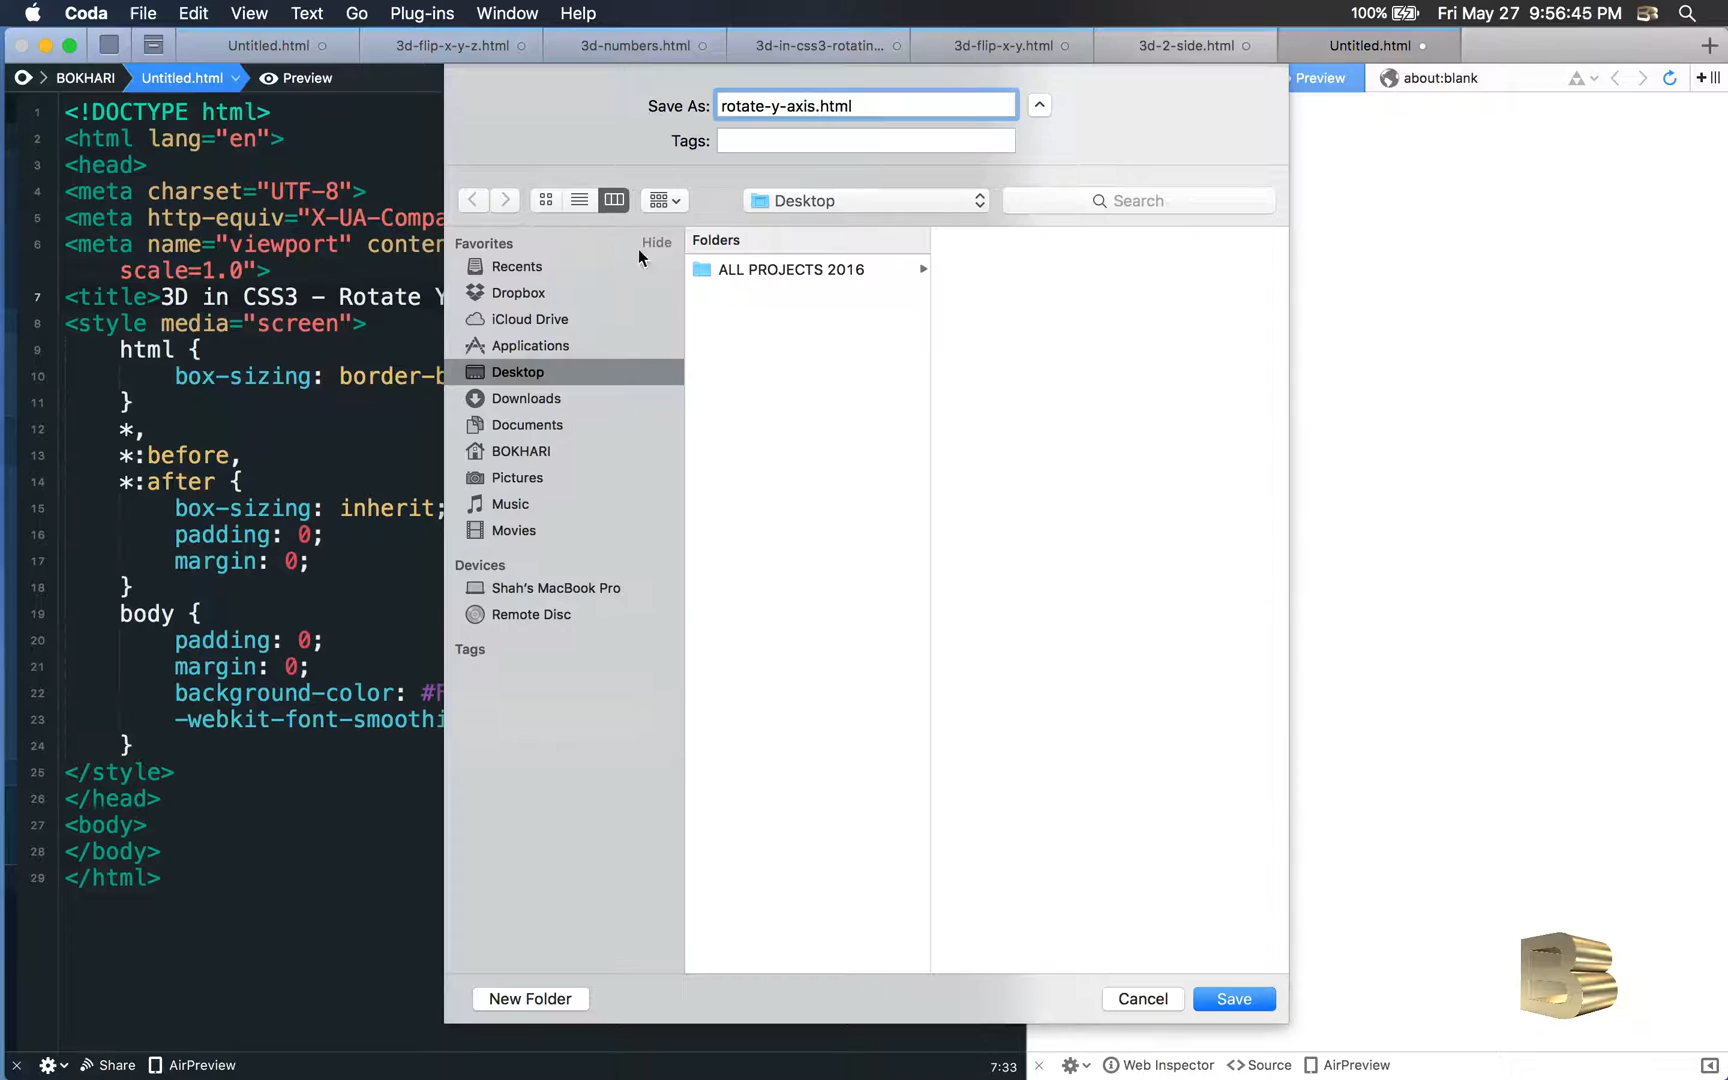 Coda File Edit View Text Go Plug-ins Window Help
100% Fri May 27 9:56:45 PM
Untitled.html 3d-flip-x-y-z.html 3d-numbers.html 3d-in-css3-rotatin... 3d-flip-x-y.html 3d-2-side.html Untitled.html
BOKHARI Untitled.html Preview
Preview about:blank
Save As: rotate-y-axis.html
Tags:
Desktop
Search
Favorites Hide
Recents
Dropbox
iCloud Drive
Applications
Desktop
Downloads
Documents
BOKHARI
Pictures
Music
Movies
Devices
Shah's MacBook Pro
Remote Disc
Tags
Folders
ALL PROJECTS 2016
New Folder
Cancel Save
1 <!DOCTYPE html>
2 <html lang="en">
3 <head>
4 <meta charset="UTF-8">
5 <meta http-equiv="X-UA-Compa
6 <meta name="viewport" conten
scale=1.0">
7 <title>3D in CSS3 – Rotate Y
8 <style media="screen">
9 html {
10 box-sizing: border-b
11 }
12 *,
13 *:before,
14 *:after {
15 box-sizing: inherit;
16 padding: 0;
17 margin: 0;
18 }
19 body {
20 padding: 0;
21 margin: 0;
22 background-color: #F
23 -webkit-font-smoothi
24 }
25 </style>
26 </head>
27 <body>
28 </body>
29 </html>
Share AirPreview
7:33
Web Inspector Source AirPreview
B